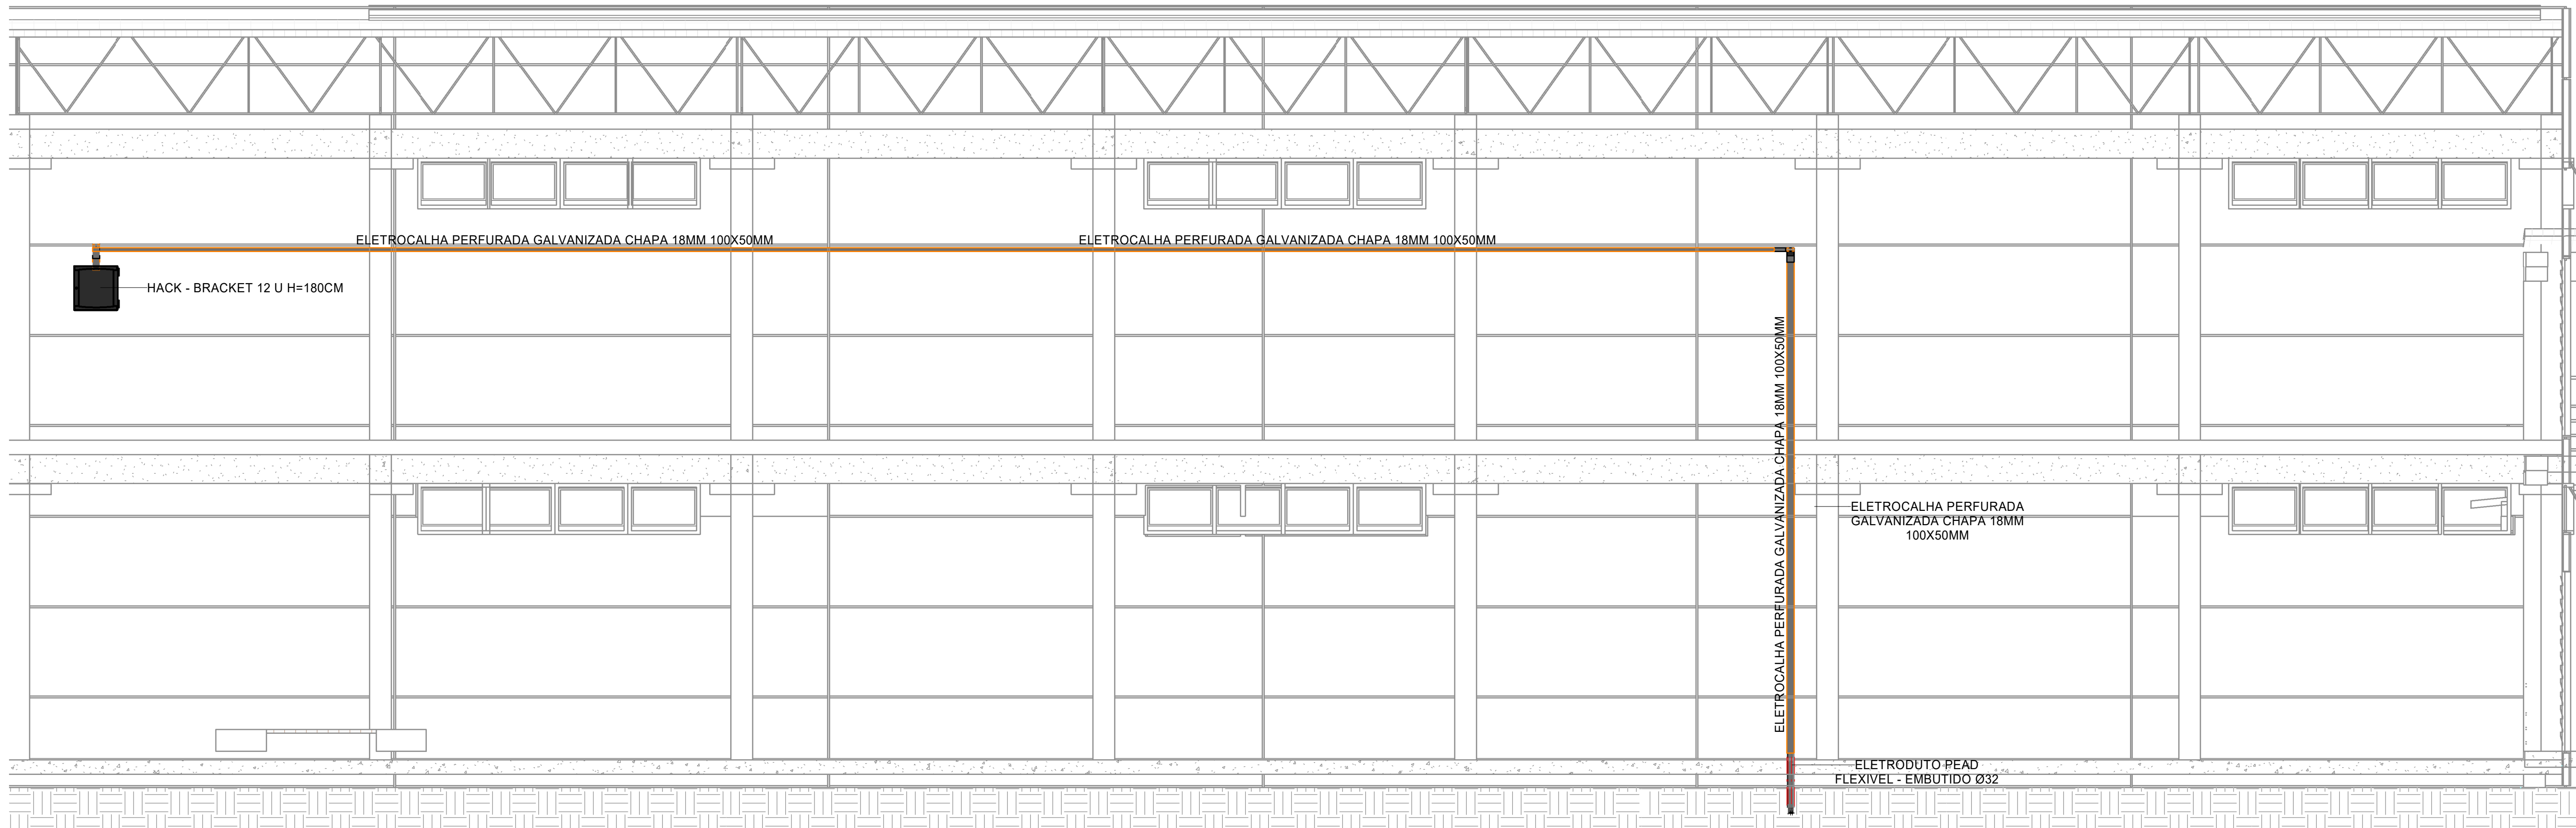 ELETROCALHA PERFURADA GALVANIZADA CHAPA 18MM 100X50MM
ELETROCALHA PERFURADA GALVANIZADA CHAPA 18MM 100X50MM
HACK - BRACKET 12 U H=180CM
ELETROCALHA PERFURADA GALVANIZADA CHAPA 18MM 100X50MM
ELETROCALHA PERFURADA
GALVANIZADA CHAPA 18MM
100X50MM
ELETRODUTO PEAD
FLEXIVEL - EMBUTIDO Ø32